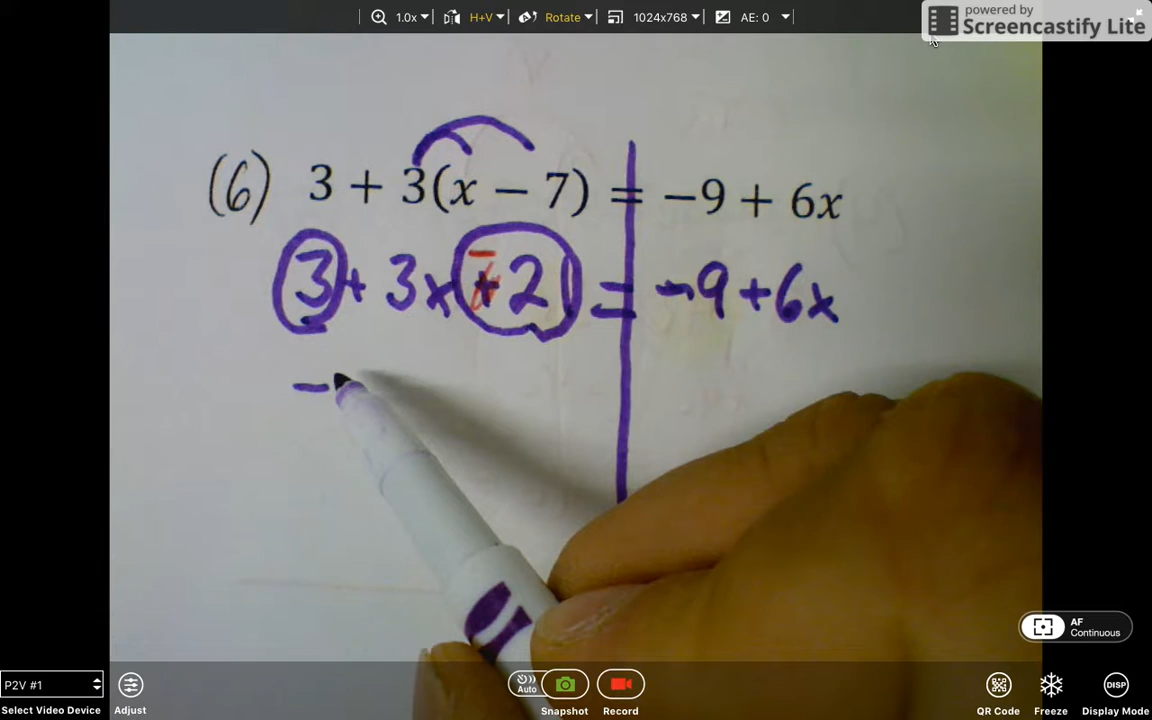 1.0x H+V Rotate 1024x768 AE: 0
powered by
Screencastify Lite
(6) 3 + 3(x − 7) = −9 + 6x
3 + 3x + 21 = -9 + 6x
-
AF
Continuous
P2V #1
Select Video Device
Adjust
Auto
Snapshot
Record
QR Code
Freeze
DISP
Display Mode